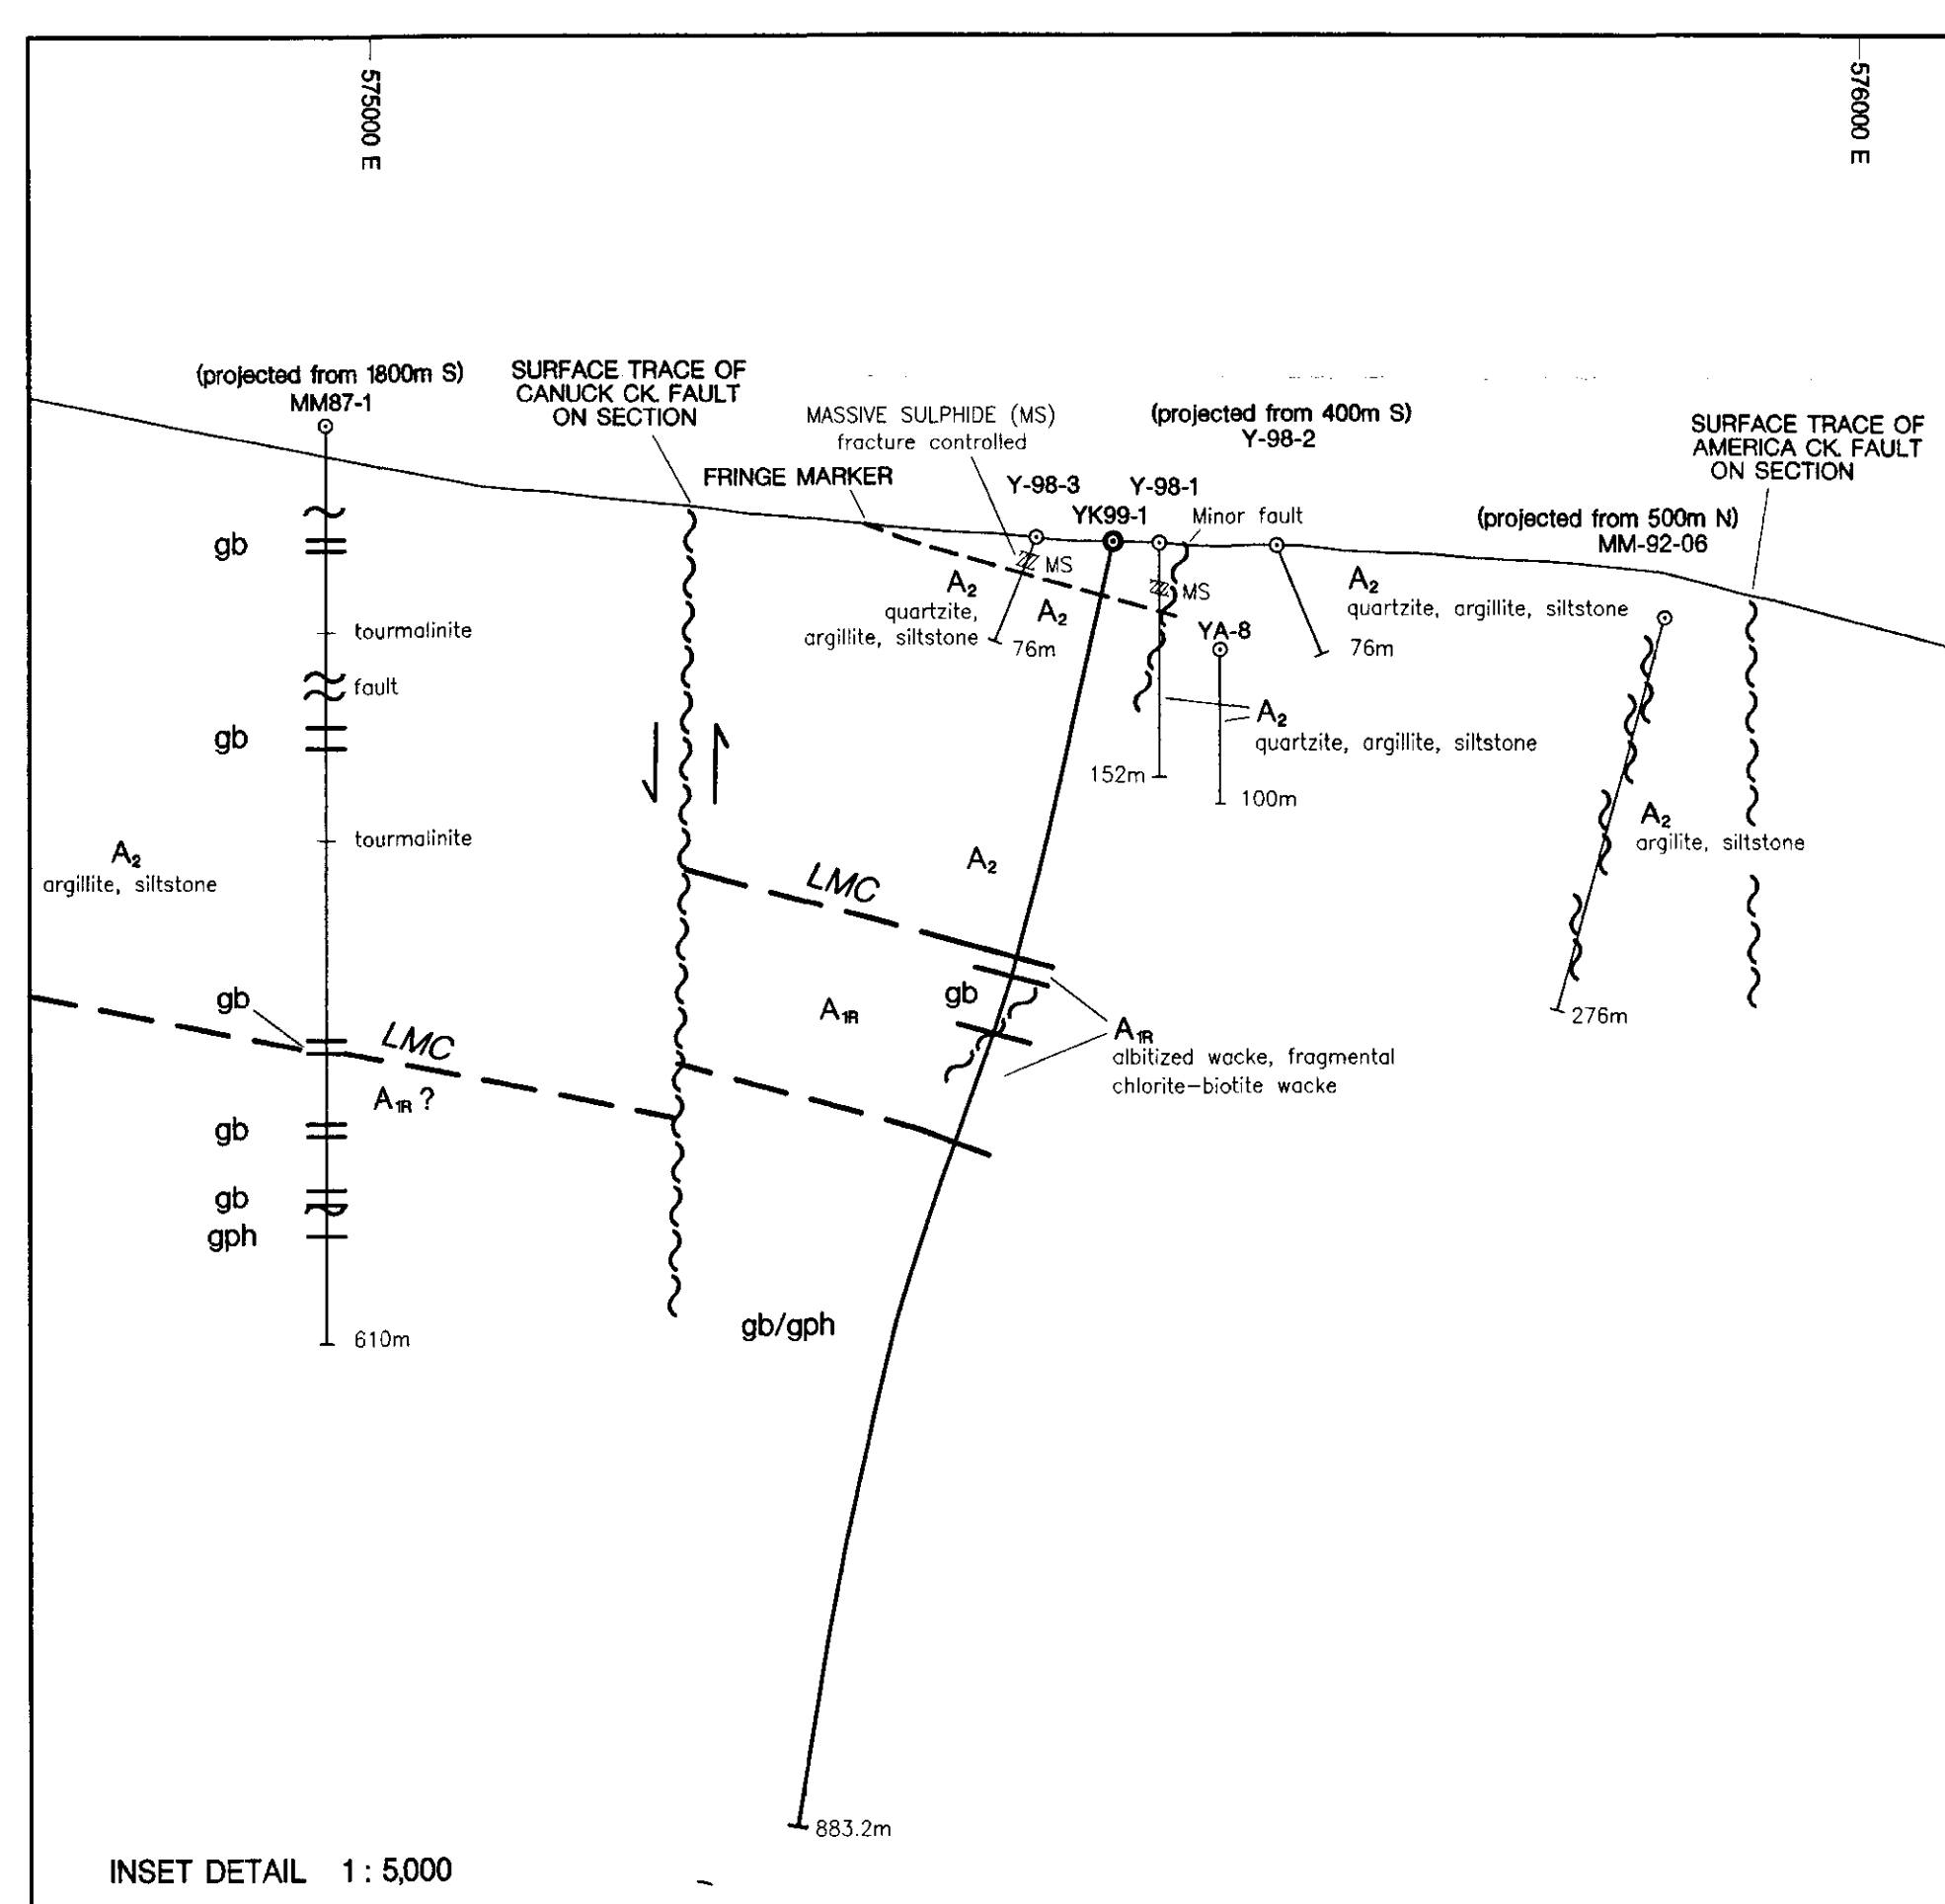 575000 E
576000 E
(projected from 1800m S)
MM87-1
SURFACE TRACE OF
CANUCK CK. FAULT
ON SECTION
MASSIVE SULPHIDE (MS)
fracture controlled
(projected from 400m S)
Y-98-2
SURFACE TRACE OF
AMERICA CK. FAULT
ON SECTION
FRINGE MARKER
Y-98-3
Y-98-1
YK99-1
Minor fault
(projected from 500m N)
MM-92-06
gb
MS
MS
A2
quartzite,
argillite, siltstone
A2
76m
A2
quartzite, argillite, siltstone
76m
YA-8
tourmalinite
fault
gb
A2
quartzite, argillite, siltstone
152m
100m
tourmalinite
A2
argillite, siltstone
LMC
A2
A2
argilite, siltstone
276m
gb
LMC
A1R ?
A1R
gb
A1R
albitized wacke, fragmental
chlorite-biotite wacke
gb
gb
gph
610m
gb/gph
883.2m
INSET DETAIL 1 : 5,000